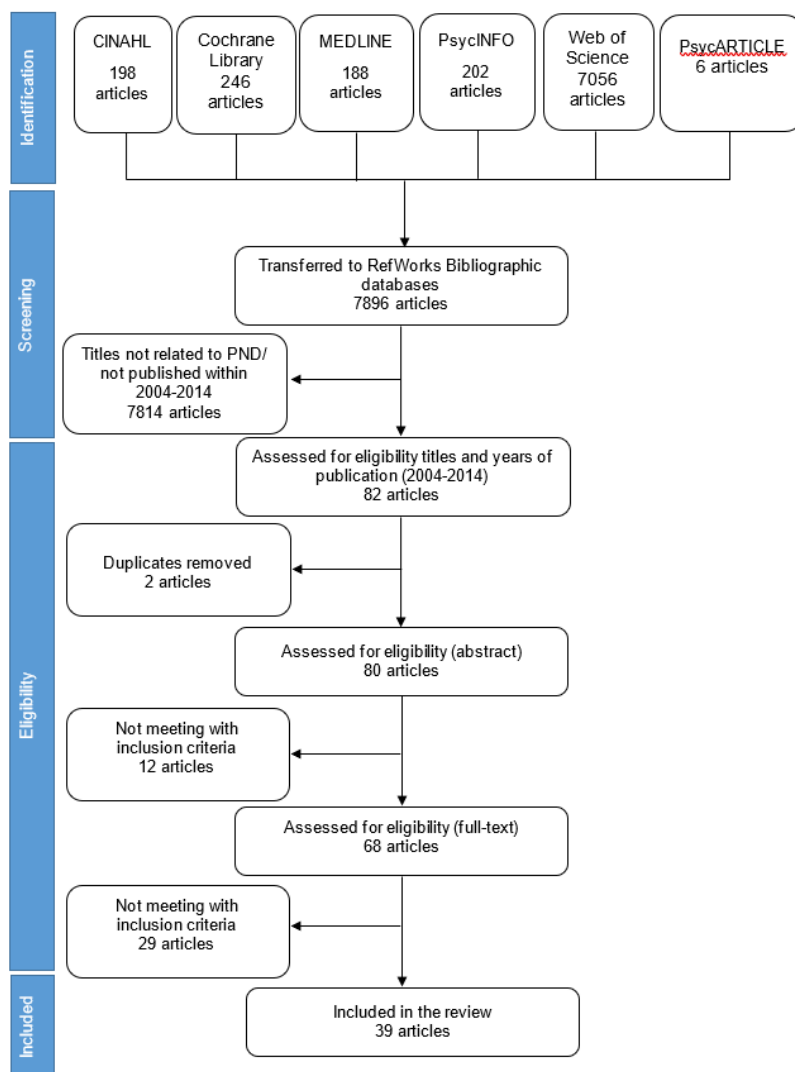 Identification
CINAHL
198
articles
Cochrane
Library
246
articles
MEDLINE
188
articles
PsycINFO
202
articles
Web of
Science
7056
articles
PsycARTICLE
6 articles
Screening
Transferred to RefWorks Bibliographic
databases
7896 articles
Titles not related to PND/
not published within
2004-2014
7814 articles
Eligibility
Assessed for eligibility titles and years of
publication (2004-2014)
82 articles
Duplicates removed
2 articles
Assessed for eligibility (abstract)
80 articles
Not meeting with
inclusion criteria
12 articles
Assessed for eligibility (full-text)
68 articles
Not meeting with
inclusion criteria
29 articles
Included
Included in the review
39 articles